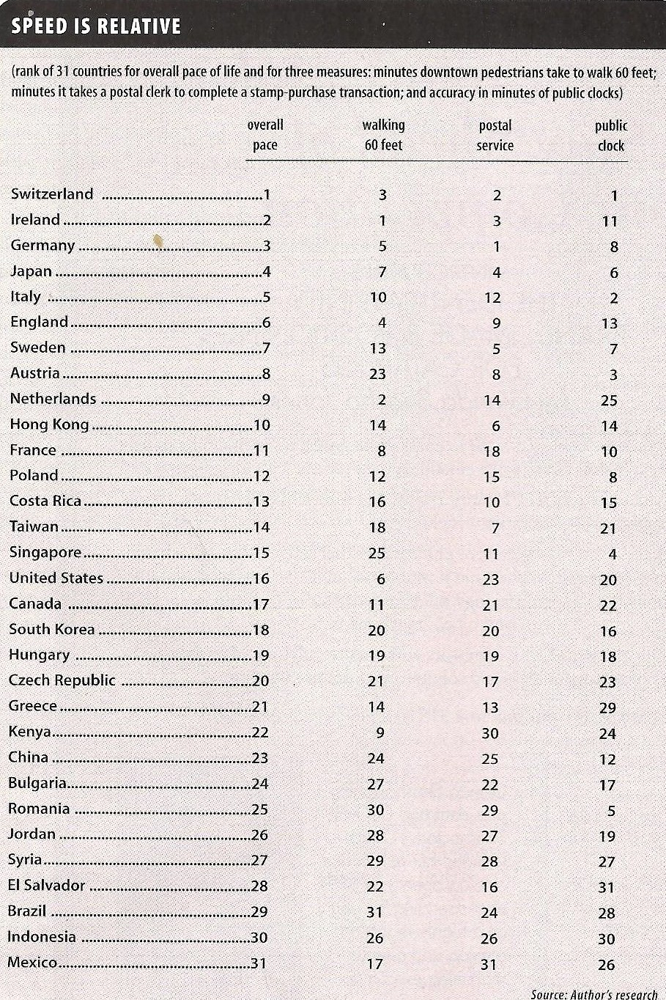 SPEED IS RELATIVE
(rank of 31 countries for overall pace of life and for three measures: minutes downtown pedestrians take to walk 60 feet;
minutes it takes a postal clerk to complete a stamp-purchase transaction; and accuracy in minutes of public clocks)
overall walking postal public
pace 60 feet service clock
Switzerland ..........................................1 3 2 1
Ireland ....................................................2 1 3 11
Germany ................................................3 5 1 8
Japan ......................................................4 7 4 6
Italy ........................................................5 10 12 2
England..................................................6 4 9 13
Sweden ..................................................7 13 5 7
Austria ....................................................8 23 8 3
Netherlands ..........................................9 2 14 25
Hong Kong..........................................10 14 6 14
France ..................................................11 8 18 10
Poland ..................................................12 12 15 8
Costa Rica............................................13 16 10 15
Taiwan ..................................................14 18 7 21
Singapore............................................15 25 11 4
United States ......................................16 6 23 20
Canada ................................................17 11 21 22
South Korea ........................................18 20 20 16
Hungary ..............................................19 19 19 18
Czech Republic ..................................20 21 17 23
Greece ..................................................21 14 13 29
Kenya....................................................22 9 30 24
China ....................................................23 24 25 12
Bulgaria................................................24 27 22 17
Romania ..............................................25 30 29 5
Jordan ..................................................26 28 27 19
Syria......................................................27 29 28 27
El Salvador ..........................................28 22 16 31
Brazil ....................................................29 31 24 28
Indonesia ............................................30 26 26 30
Mexico..................................................31 17 31 26
Source: Author's research